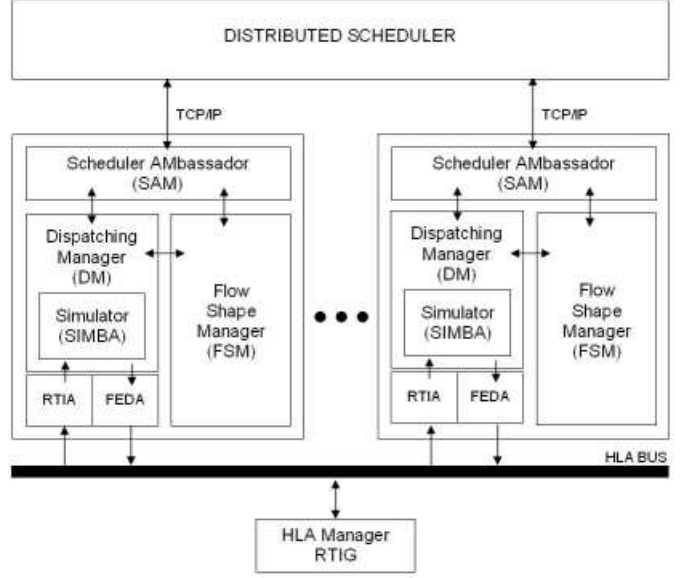 DISTRIBUTED SCHEDULER
TCP/IP
TCP/IP
Scheduler AMbassador
(SAM)
Dispatching
Manager
(DM)
Simulator
(SIMBA)
Flow
Shape
Manager
(FSM)
RTIA
FEDA
Scheduler AMbassador
(SAM)
Dispatching
Manager
(DM)
Simulator
(SIMBA)
Flow
Shape
Manager
(FSM)
RTIA
FEDA
HLA BUS
HLA Manager
RTIG